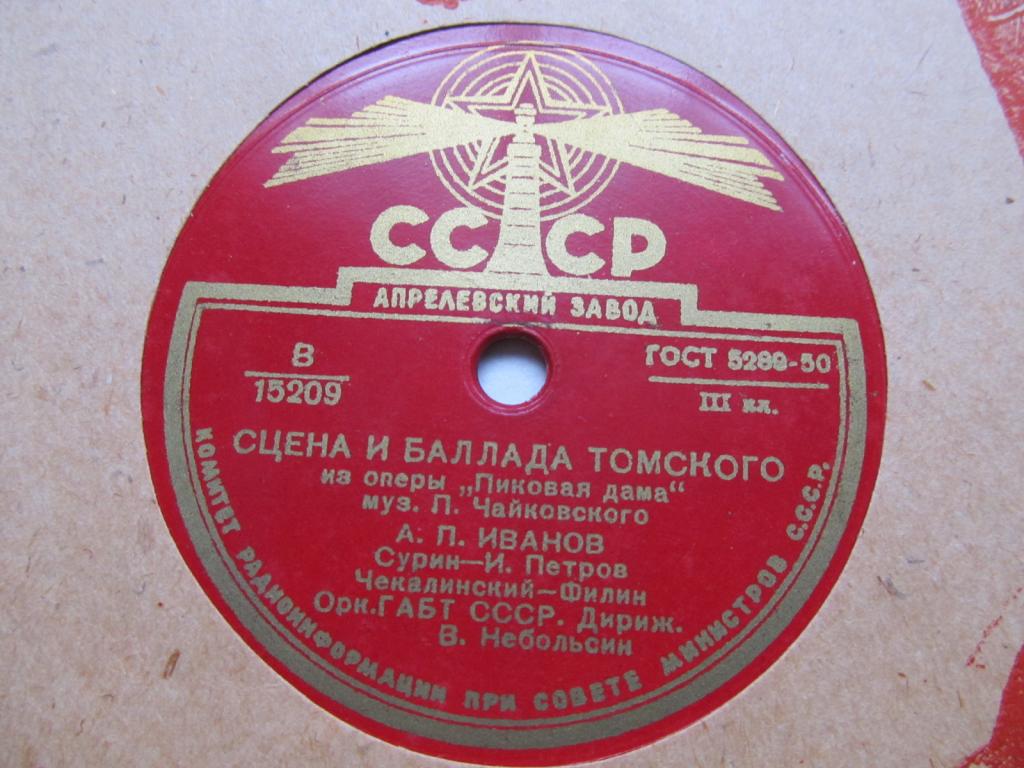 СССР
АПРЕЛЕВСКИЙ ЗАВОД
В
15209
ГОСТ 5289-50
III кл.
СЦЕНА И БАЛЛАДА ТОМСКОГО
из оперы „Пиковая дама“
муз. П. Чайковского
А. П. ИВАНОВ
Сурин—И. Петров
Чекалинский—Филин
Орк.ГАБТ СССР. Дириж.
В. Небольсин
КОМИТЕТ РАДИОИНФОРМАЦИИ ПРИ СОВЕТЕ МИНИСТРОВ С.С.С.Р.